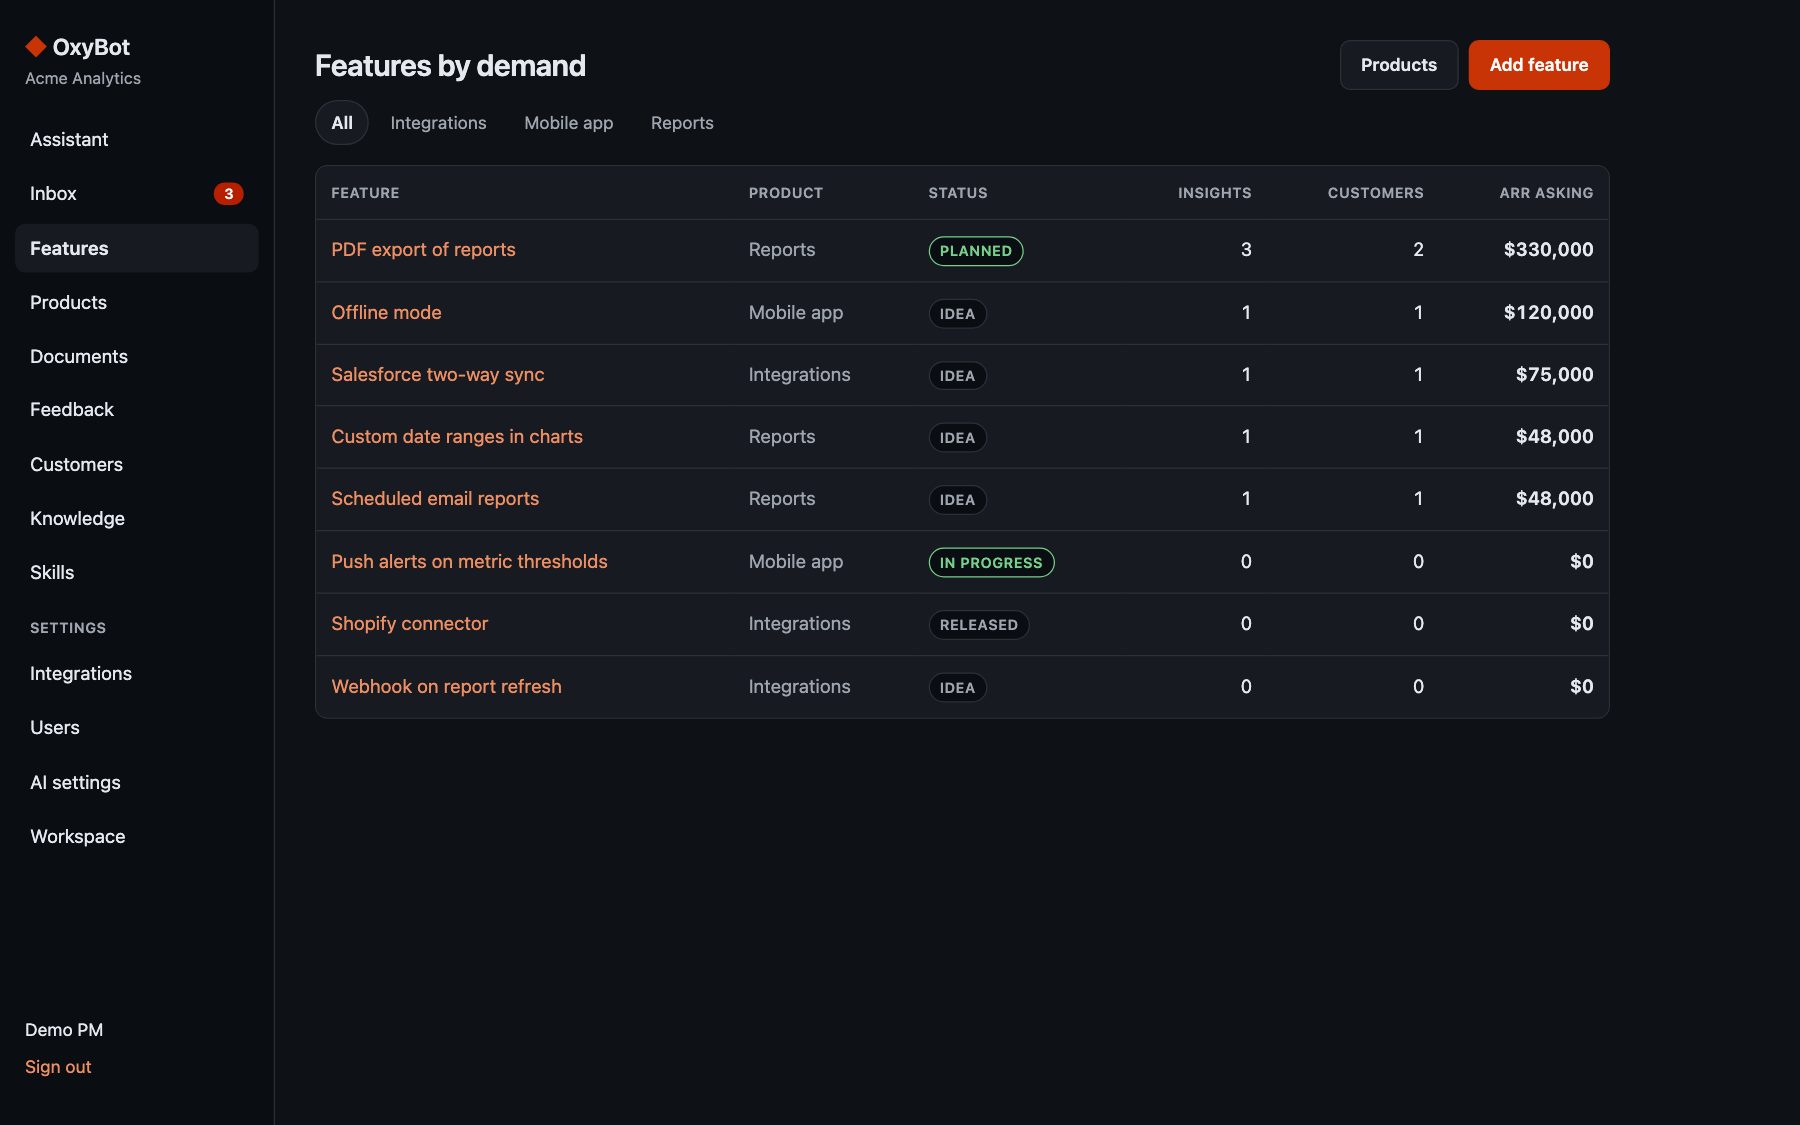 OxyBot
Acme Analytics
Assistant
Inbox 3
Features
Products
Documents
Feedback
Customers
Knowledge
Skills
SETTINGS
Integrations
Users
AI settings
Workspace
Demo PM
Sign out
Features by demand
Products Add feature
All Integrations Mobile app Reports
FEATURE PRODUCT STATUS INSIGHTS CUSTOMERS ARR ASKING
PDF export of reports Reports PLANNED 3 2 $330,000
Offline mode Mobile app IDEA 1 1 $120,000
Salesforce two-way sync Integrations IDEA 1 1 $75,000
Custom date ranges in charts Reports IDEA 1 1 $48,000
Scheduled email reports Reports IDEA 1 1 $48,000
Push alerts on metric thresholds Mobile app IN PROGRESS 0 0 $0
Shopify connector Integrations RELEASED 0 0 $0
Webhook on report refresh Integrations IDEA 0 0 $0